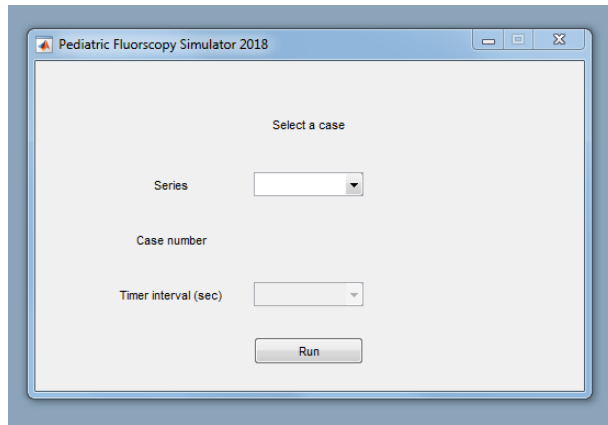 Pediatric Fluorscopy Simulator 2018
Select a case
Series
Case number
Timer interval (sec)
Run